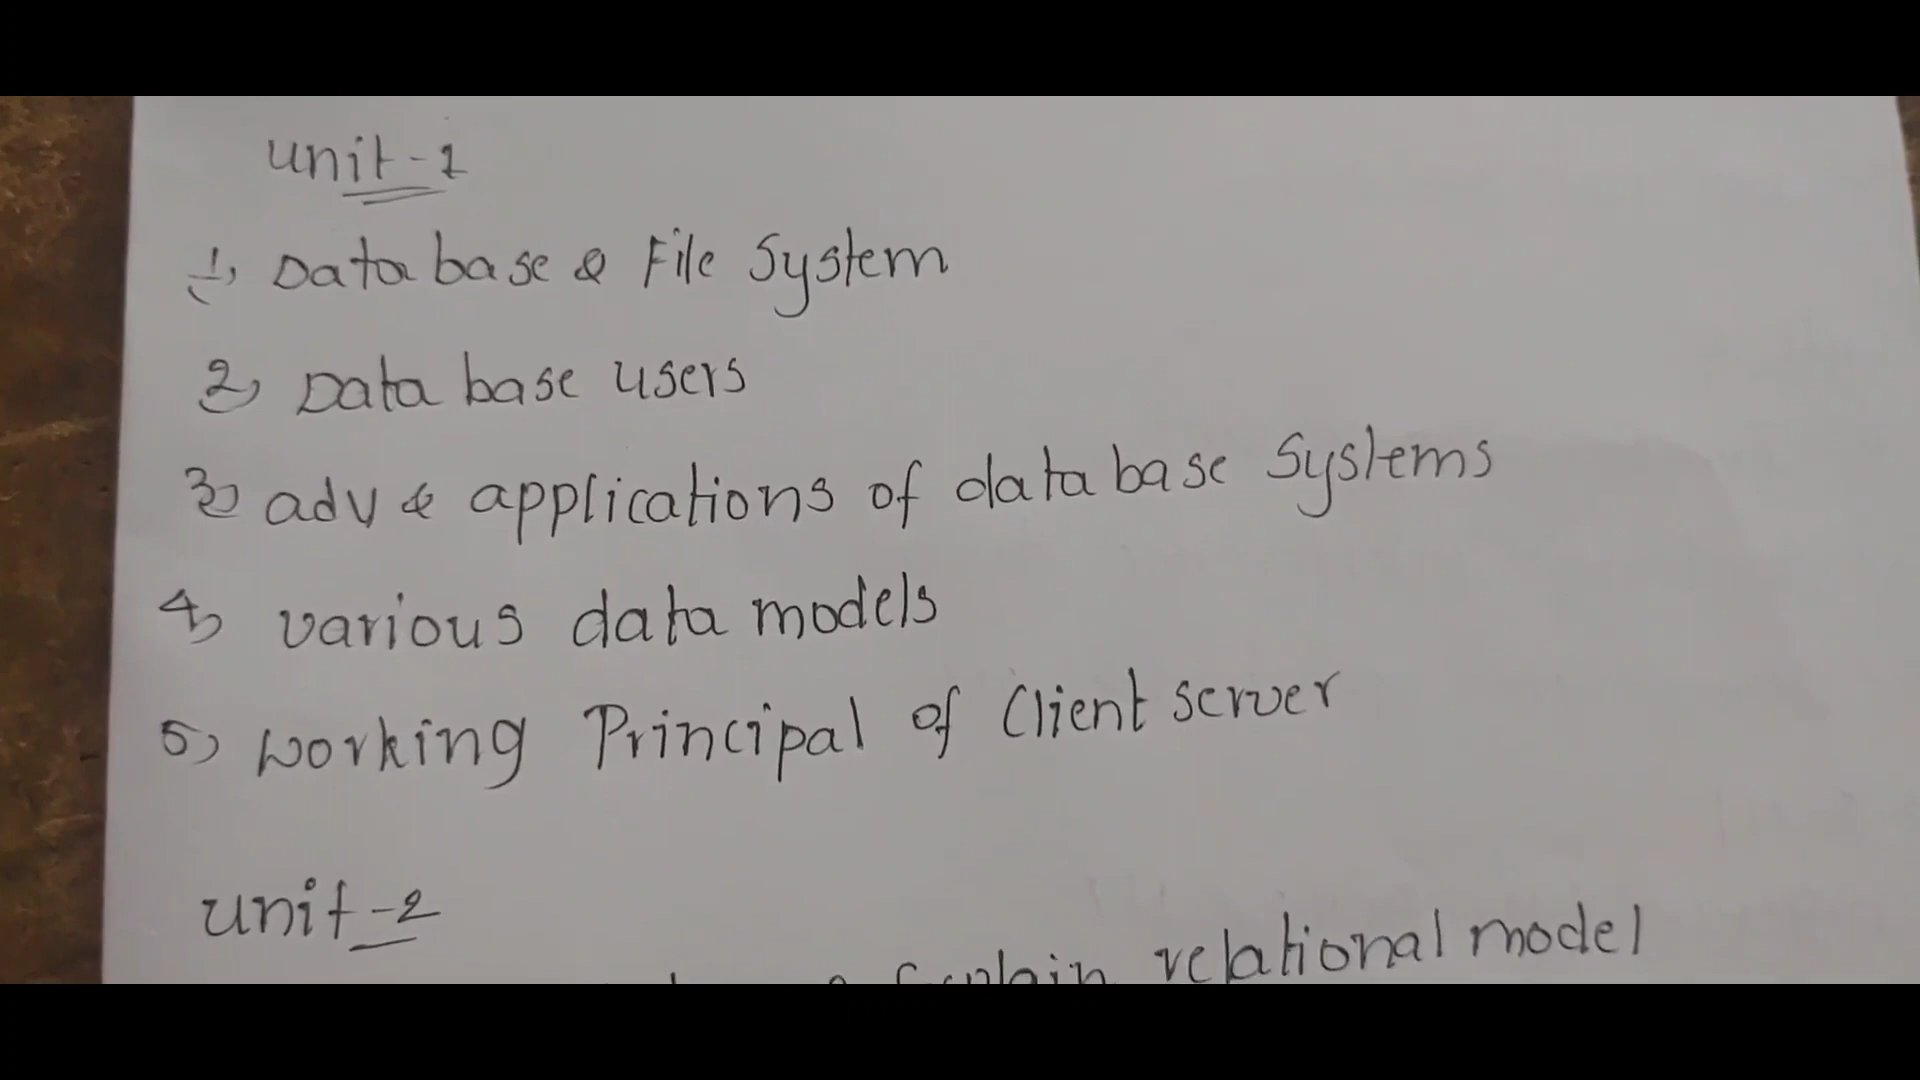 unit-1
1) Data base & File System
2) Data base users
3) adv & applications of data base Systems
4) various data models
5) working Principal of Client server
unit-2
Explain relational model